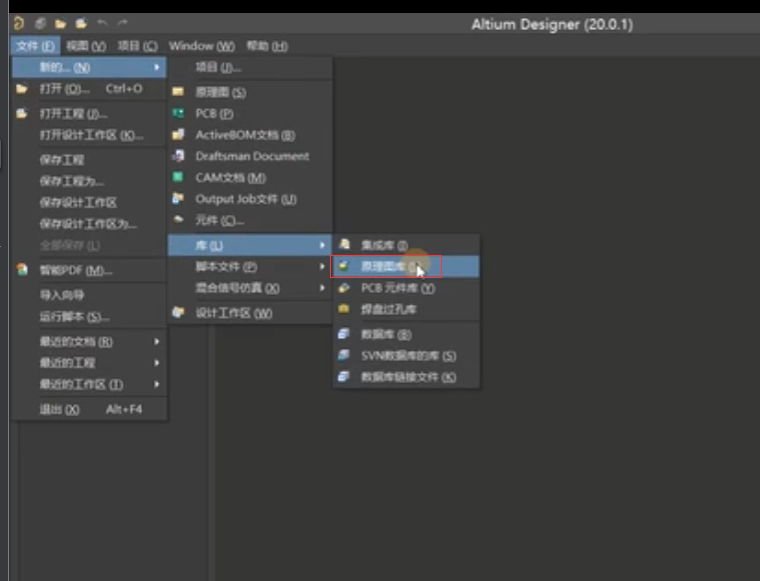 Altium Designer (20.0.1)
文件 (F) 视图 (V) 项目 (C) Window (W) 帮助 (H)
新的... (N)
打开 (O)... Ctrl+O
打开工程 (J)...
打开设计工作区 (K)...
保存工程
保存工程为...
保存设计工作区
保存设计工作区为...
全部保存 (L)
智能PDF (M)...
导入向导
运行脚本 (S)...
最近的文档 (R)
最近的工程
最近的工作区 (I)
退出 (X) Alt+F4
项目 (J)...
原理图 (S)
PCB (P)
ActiveBOM文档 (B)
Draftsman Document
CAM文档 (M)
Output Job文件 (U)
元件 (C)...
库 (L)
脚本文件 (P)
混合信号仿真 (X)
设计工作区 (W)
集成库 (I)
原理图库
PCB 元件库 (Y)
焊盘过孔库
数据库 (B)
SVN数据库的库 (S)
数据库链接文件 (K)